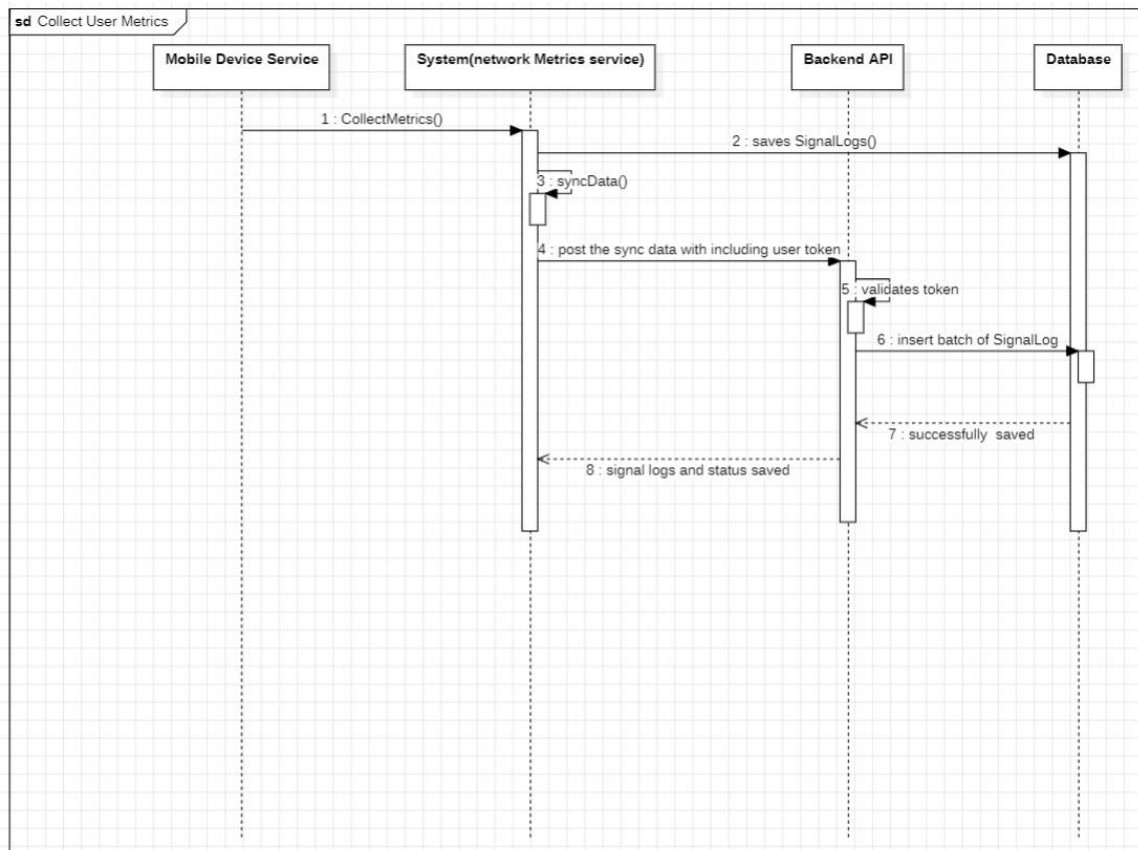 sd Collect User Metrics
Mobile Device Service
System(network Metrics service)
Backend API
Database
1 : CollectMetrics()
2 : saves SignalLogs()
3 : syncData()
4 : post the sync data with including user token
5 : validates token
6 : insert batch of SignalLog
7 : successfully saved
8 : signal logs and status saved